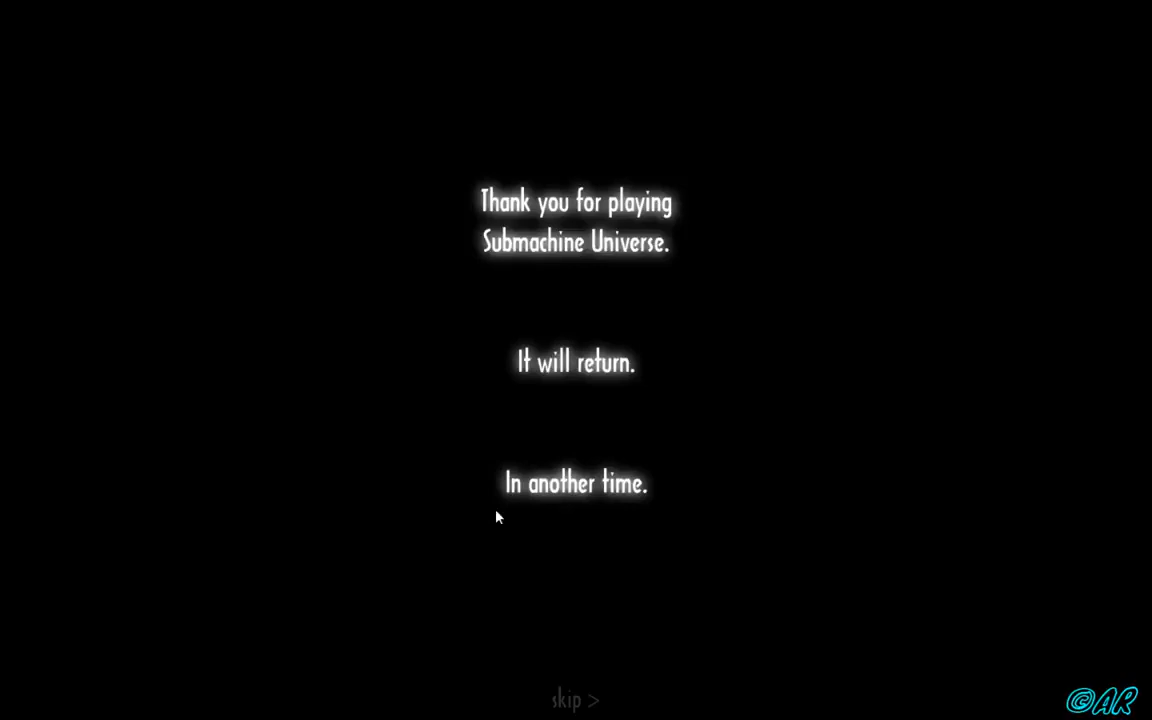 Thank you for playing
Submachine Universe.
It will return.
In another time.
skip >
©AR